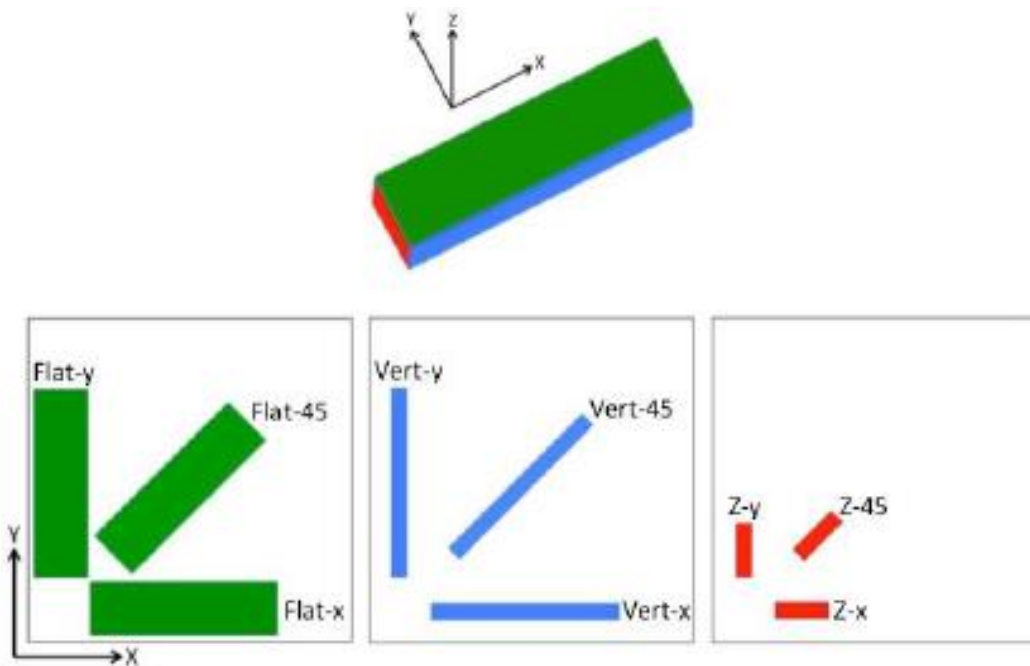 Y
Z
X
Flat-y
Flat-45
Flat-x
Y
X
Vert-y
Vert-45
Vert-x
Z-y
Z-45
Z-x